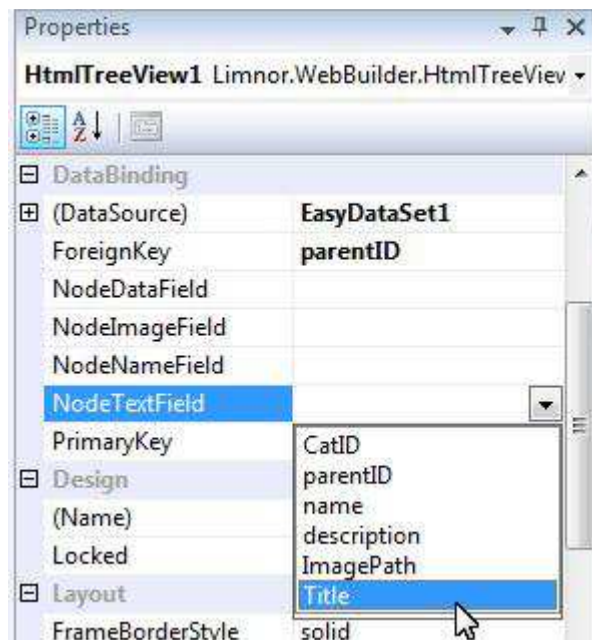 Properties
HtmlTreeView1 Limnor.WebBuilder.HtmlTreeViev
A
Z
DataBinding
(DataSource) EasyDataSet1
ForeignKey parentID
NodeDataField
NodeImageField
NodeNameField
NodeTextField
PrimaryKey
CatID
parentID
name
description
ImagePath
Title
Design
(Name)
Locked
Layout
FrameBorderStyle solid